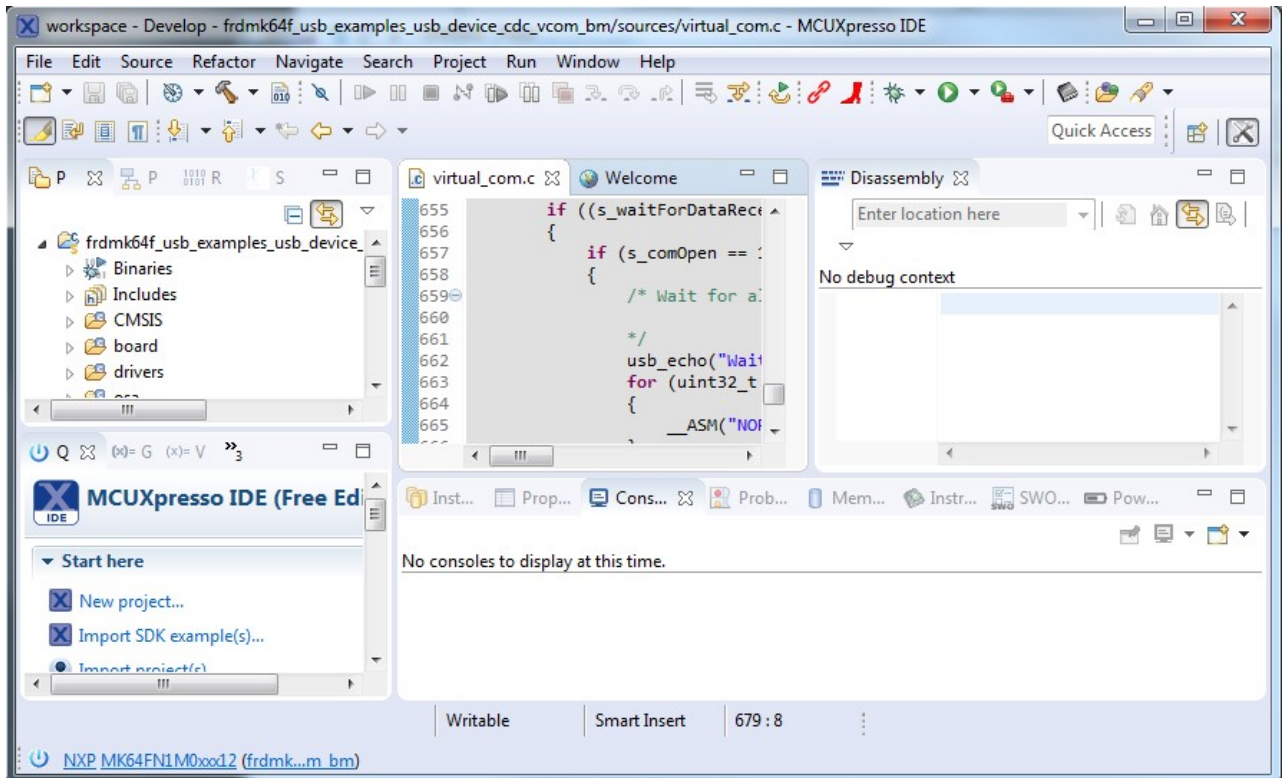 workspace - Develop - frdmk64f_usb_examples_usb_device_cdc_vcom_bm/sources/virtual_com.c - MCUXpresso IDE
File Edit Source Refactor Navigate Search Project Run Window Help
Quick Access
P P R S
frdmk64f_usb_examples_usb_device_
Binaries
Includes
CMSIS
board
drivers
virtual_com.c Welcome
655 if ((s_waitForDataRece
656 {
657 if (s_comOpen ==
658 {
659 /* Wait for al
660
661 */
662 usb_echo("Wait
663 for (uint32_t
664 {
665 __ASM("NOP
Disassembly
Enter location here
No debug context
Q (x)= G (x)= V »3
MCUXpresso IDE (Free Edi
IDE
Start here
New project...
Import SDK example(s)...
Import project(s)
Inst... Prop... Cons... Prob... Mem... Instr... SWO... Pow...
No consoles to display at this time.
Writable Smart Insert 679 : 8
NXP MK64FN1M0xxx12 (frdmk...m_bm)